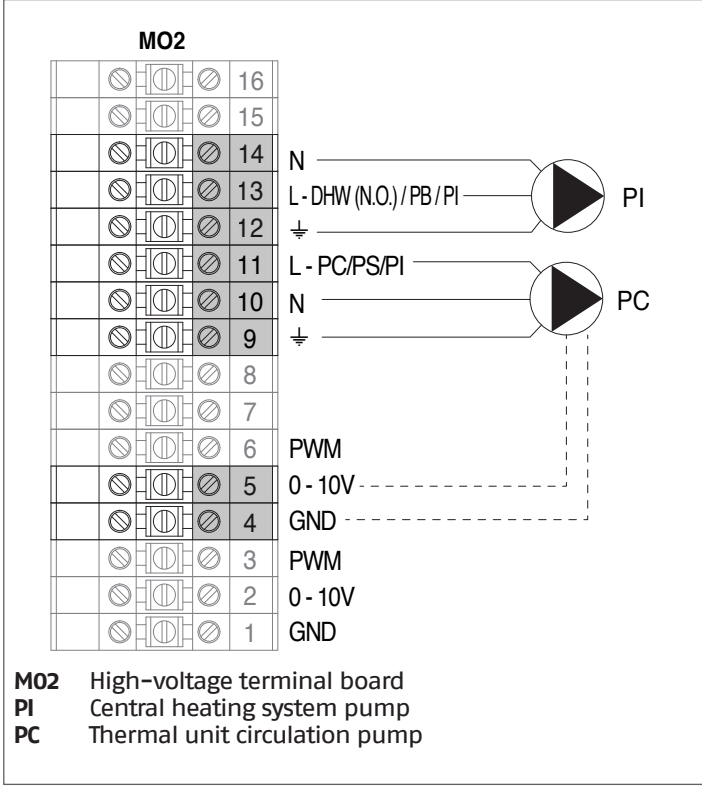 MO2
16
15
14 N
13 L - DHW (N.O.) / PB / PI PI
12
11 L - PC/PS/PI
10 N PC
9
8
7
6 PWM
5 0 - 10V
4 GND
3 PWM
2 0 - 10V
1 GND
MO2 High-voltage terminal board
PI Central heating system pump
PC Thermal unit circulation pump